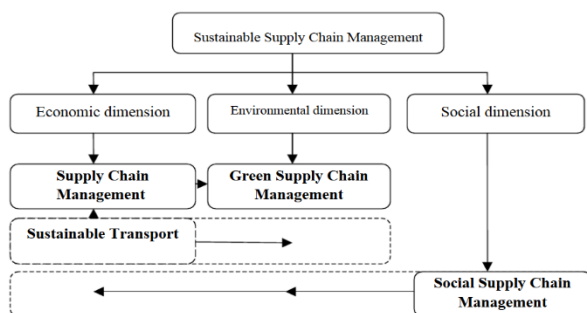 Sustainable Supply Chain Management
Economic dimension
Environmental dimension
Social dimension
Supply Chain
Management
Green Supply Chain
Management
Sustainable Transport
Social Supply Chain
Management